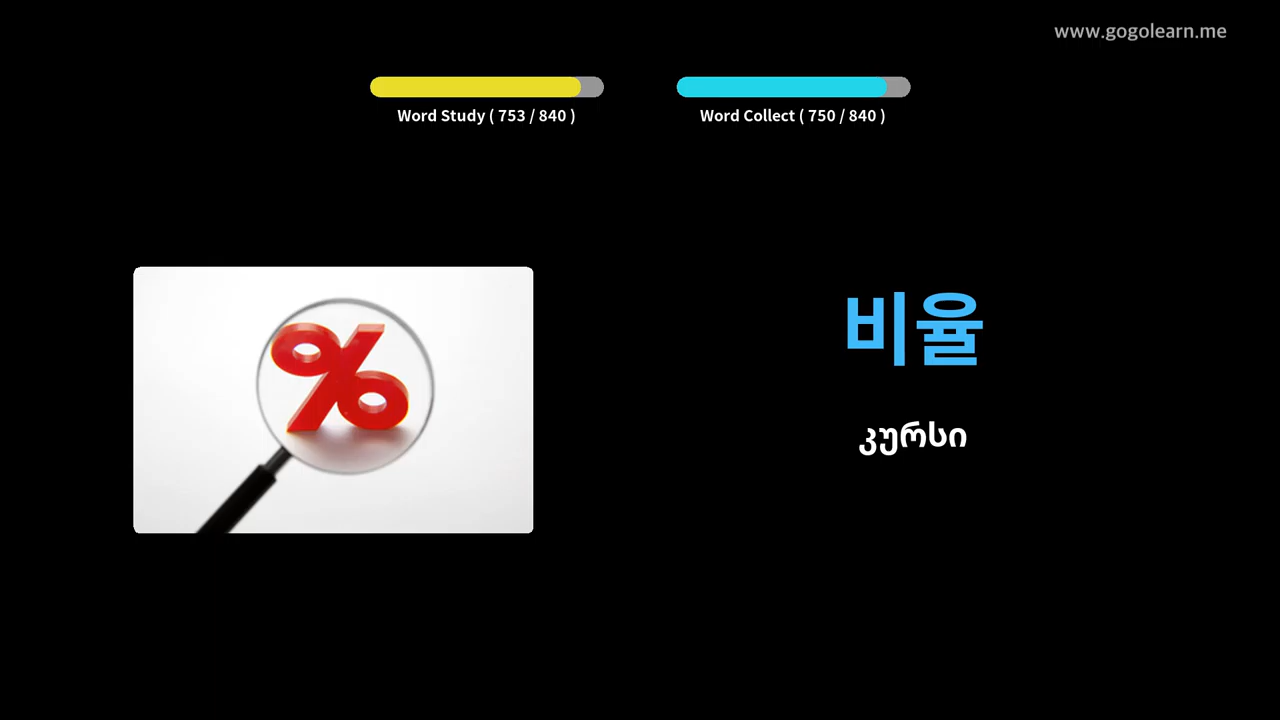 www.gogolearn.me
Word Study ( 753 / 840 )
Word Collect ( 750 / 840 )
%
비율
კურსი